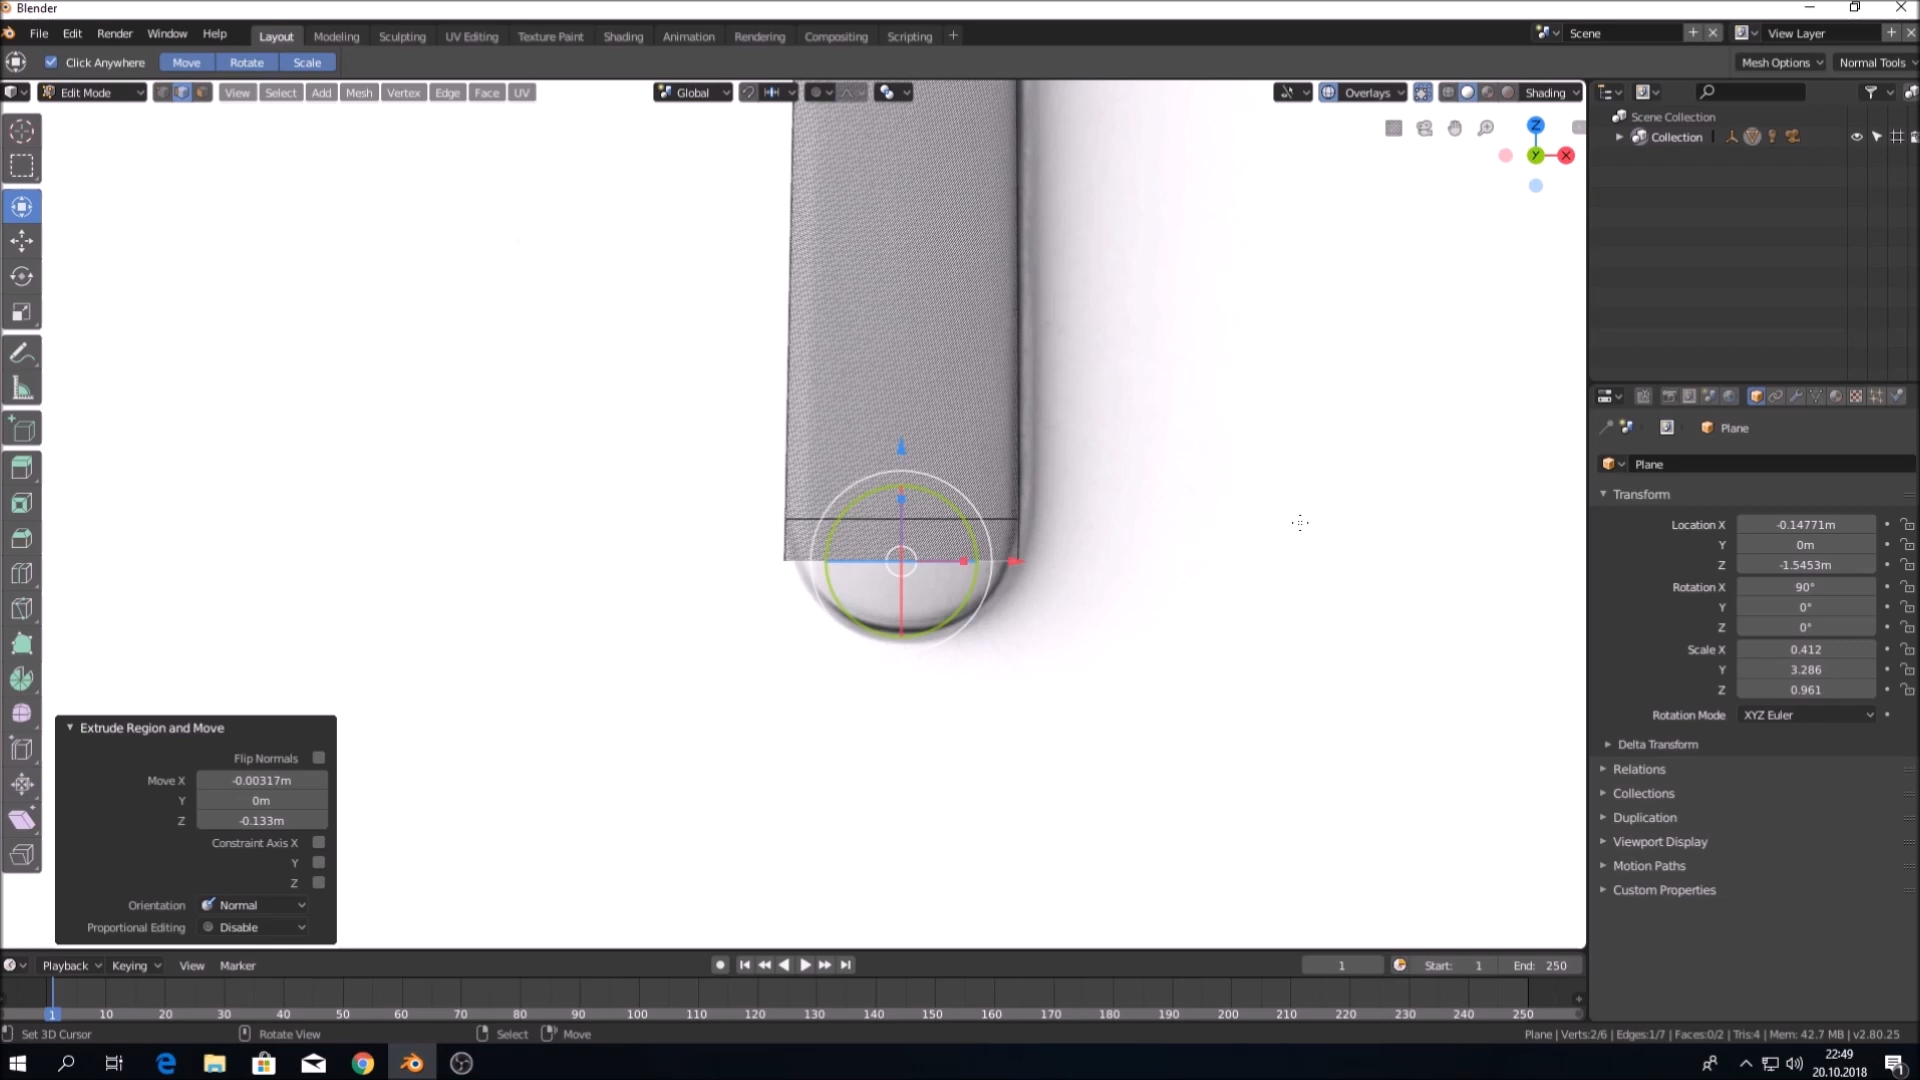 Blender
File Edit Render Window Help Layout Modeling Sculpting UV Editing Texture Paint Shading Animation Rendering Compositing Scripting + Scene View Layer
Click Anywhere Move Rotate Scale Mesh Options Normal Tools
Edit Mode View Select Add Mesh Vertex Edge Face UV Global Overlays Shading
Z
Y X
Scene Collection
Collection
Plane
Plane
Transform
Location X -0.14771m
Y 0m
Z -1.5453m
Rotation X 90°
Y 0°
Z 0°
Scale X 0.412
Y 3.286
Z 0.961
Rotation Mode XYZ Euler
Delta Transform
Relations
Collections
Duplication
Viewport Display
Motion Paths
Custom Properties
Extrude Region and Move
Flip Normals
Move X -0.00317m
Y 0m
Z -0.133m
Constraint Axis X
Y
Z
Orientation Normal
Proportional Editing Disable
Playback Keying View Marker 1 Start: 1 End: 250
1 10 20 30 40 50 60 70 80 90 100 110 120 130 140 150 160 170 180 190 200 210 220 230 240 250
Set 3D Cursor Rotate View Select Move Plane | Verts:2/6 | Edges:1/7 | Faces:0/2 | Tris:4 | Mem: 42.7 MB | v2.80.25
22:49
20.10.2018
1